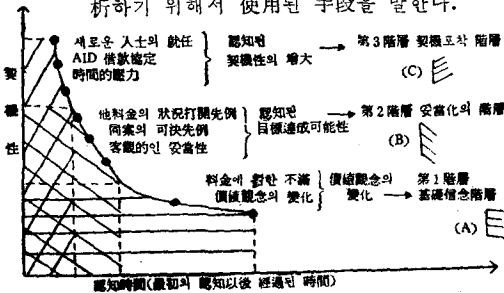 析하기 위해서 使用된 手段을 말한다.
새로운 人士의 就任
AID 借款協定
時間的壓力
認知된
契機性의 增大
第3階層 契機도착 階層
(C)
契機性
他料金의 狀況打開先例
同案의 可決先例
客觀的인 妥當性
認知된
目標達成可能性
第2階層 妥當化의 階層
(B)
料金에 對한 不滿
價値觀念의 變化
價値觀念의
變化
第1階層
基礎信念階層
(A)
認知時間(最初의 認知以後 經過된 時間)